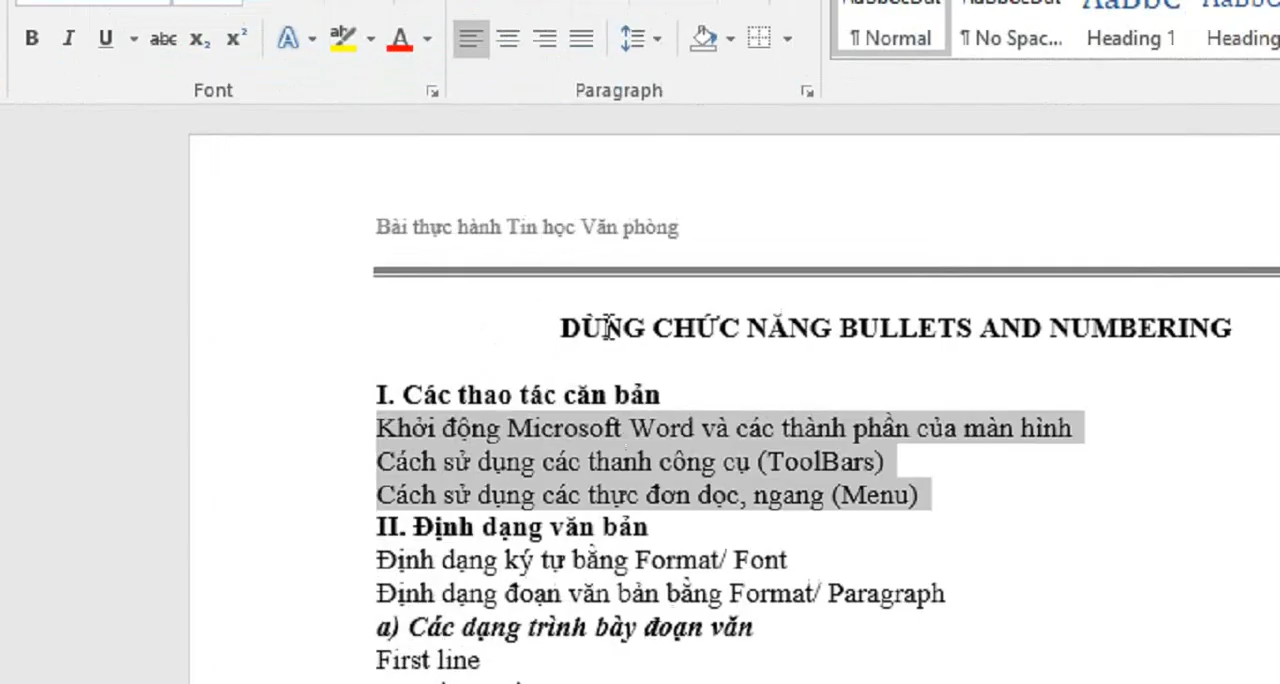 B I U abc X₂ X² A aby A
Font
Paragraph
¶ Normal
¶ No Spac...
Heading 1
Heading
Bài thực hành Tin học Văn phòng
DÙNG CHỨC NĂNG BULLETS AND NUMBERING
I. Các thao tác căn bản
Khởi động Microsoft Word và các thành phần của màn hình
Cách sử dụng các thanh công cụ (ToolBars)
Cách sử dụng các thực đơn dọc, ngang (Menu)
II. Định dạng văn bản
Định dạng ký tự bằng Format/ Font
Định dạng đoạn văn bản bằng Format/ Paragraph
a) Các dạng trình bày đoạn văn
First line